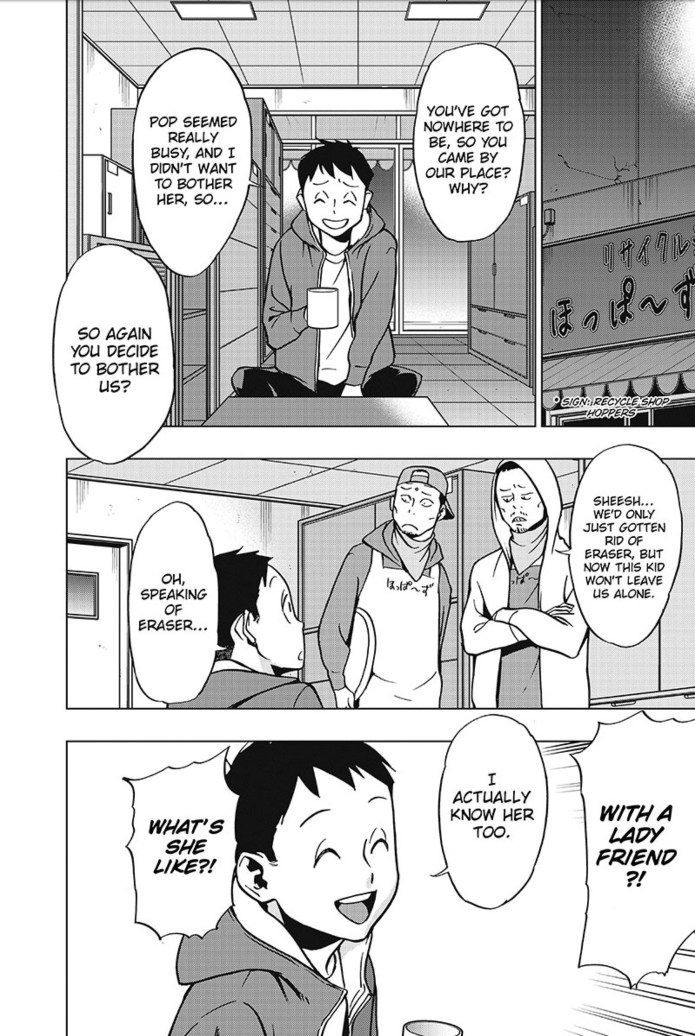 リサイクル
ほっぱ〜ず
* SIGN: RECYCLE SHOP
HOPPERS
YOU'VE GOT
NOWHERE TO
BE, SO YOU
CAME BY
OUR PLACE?
WHY?
POP SEEMED
REALLY
BUSY, AND I
DIDN'T WANT
TO BOTHER
HER, SO...
SO AGAIN
YOU DECIDE
TO BOTHER
US?
SHEESH...
WE'D ONLY
JUST GOTTEN
RID OF
ERASER, BUT
NOW THIS KID
WON'T LEAVE
US ALONE.
ほっぱ〜ず
OH,
SPEAKING
OF
ERASER...
WITH A
LADY
FRIEND
?!
I
ACTUALLY
KNOW HER
TOO.
WHAT'S
SHE
LIKE?!